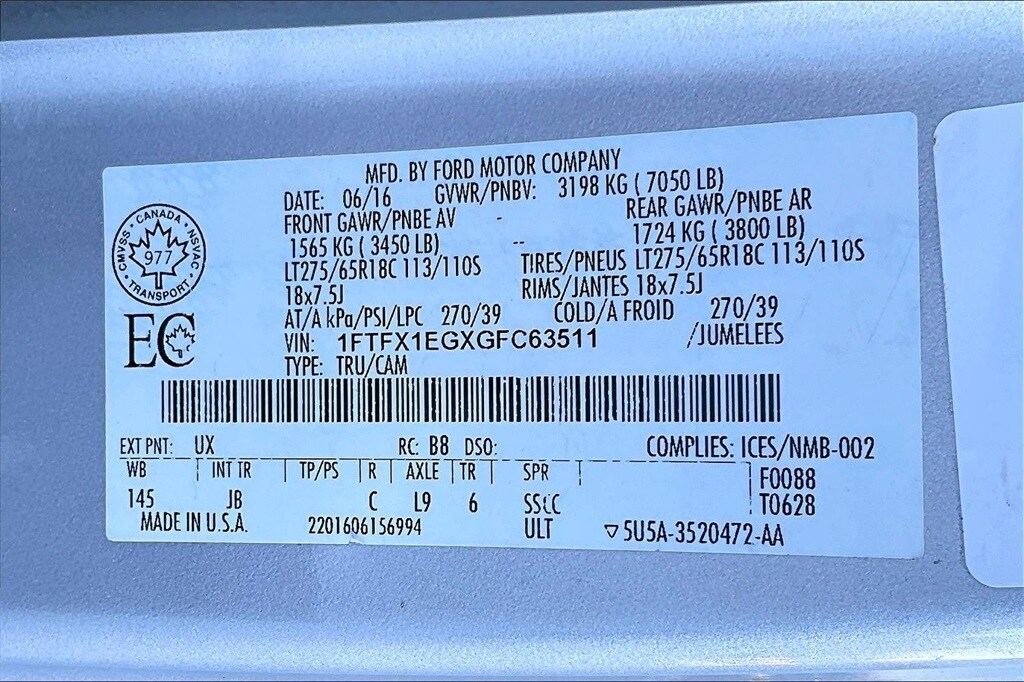 MFD. BY FORD MOTOR COMPANY
DATE: 06/16 GVWR/PNBV: 3198 KG ( 7050 LB)
FRONT GAWR/PNBE AV - REAR GAWR/PNBE AR
1565 KG ( 3450 LB) -- 1724 KG ( 3800 LB)
LT275/65R18C 113/110S TIRES/PNEUS LT275/65R18C 113/110S
18x7.5J RIMS/JANTES 18x7.5J
AT/A kPa/PSI/LPC 270/39 COLD/A FROID 270/39
VIN: 1FTFX1EGXGFC63511 /JUMELEES
TYPE: TRU/CAM
CMVSS · CANADA · NSVAC · TRANSPORT ·
977
EC
EXT PNT: UX RC: B8 DSO: COMPLIES: ICES/NMB-002
WB INT TR TP/PS R AXLE TR SPR F0088
145 JB C L9 6 T0628
MADE IN U.S.A. 2201606156994 ULT ▽5U5A-3520472-AA